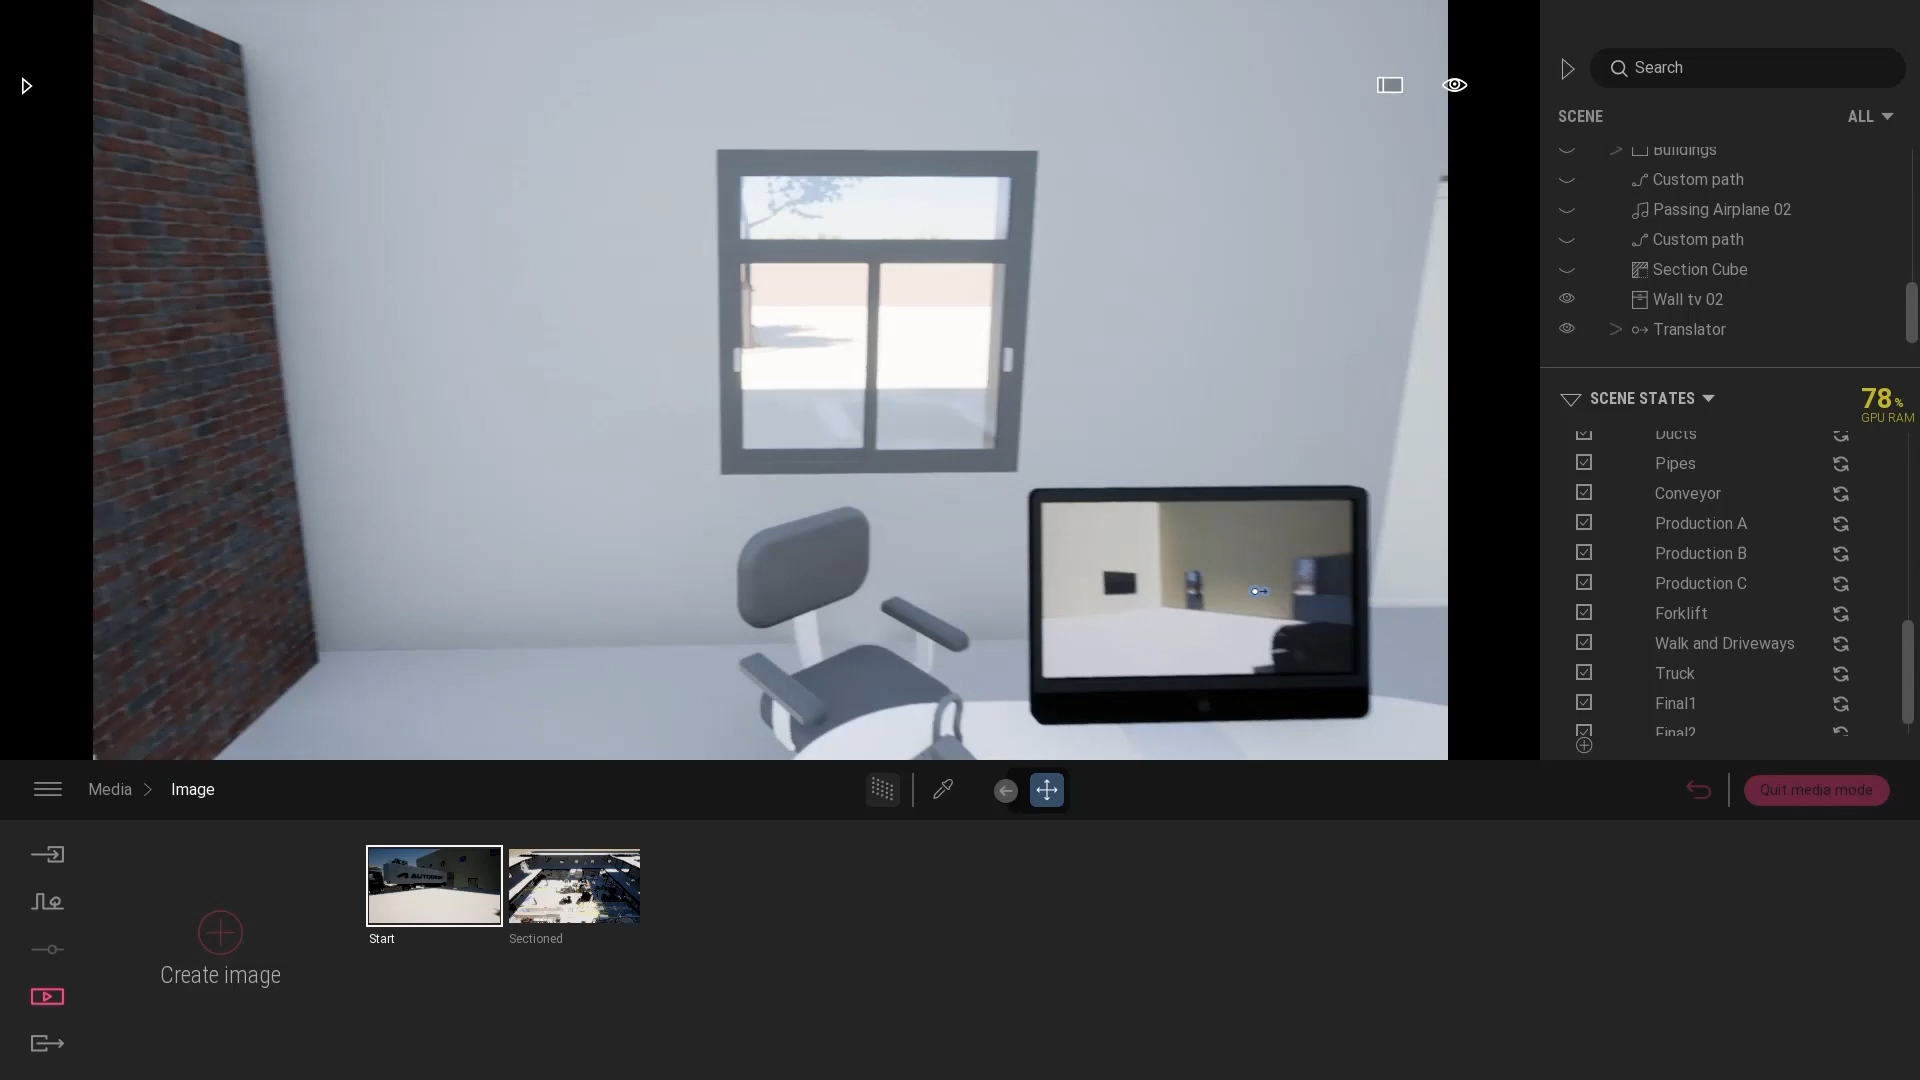 Search
SCENE
ALL
Buildings
Custom path
Passing Airplane 02
Custom path
Section Cube
Wall tv 02
Translator
SCENE STATES
78%
GPU RAM
Ducts
Pipes
Conveyor
Production A
Production B
Production C
Forklift
Walk and Driveways
Truck
Final1
Final2
Media
Image
Quit media mode
AUTODESK
Start
Sectioned
Create image